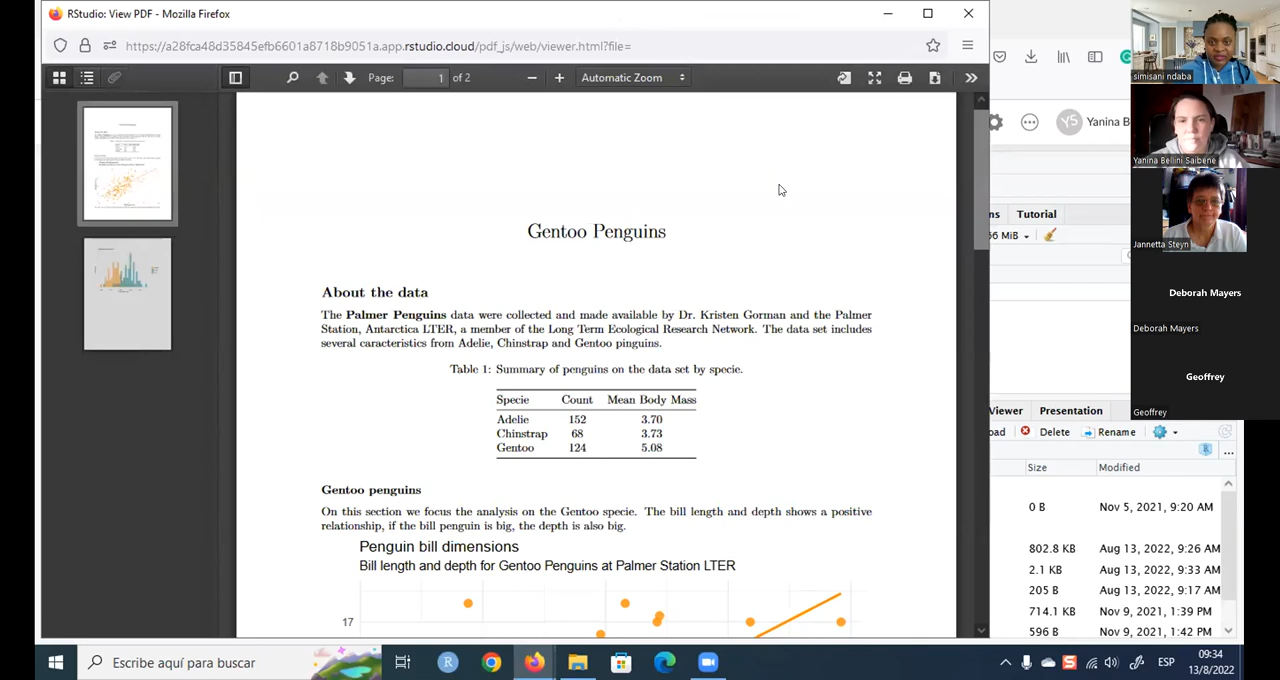 RStudio: View PDF - Mozilla Firefox
https://a28fca48d35845efb6601a8718b9051a.app.rstudio.cloud/pdf_js/web/viewer.html?file=
Page: 1 of 2
Automatic Zoom
Gentoo Penguins
About the data
The Palmer Penguins data were collected and made available by Dr. Kristen Gorman and the Palmer
Station, Antarctica LTER, a member of the Long Term Ecological Research Network. The data set includes
several caracteristics from Adelie, Chinstrap and Gentoo pinguins.
Table 1: Summary of penguins on the data set by specie.
Specie Count Mean Body Mass
Adelie 152 3.70
Chinstrap 68 3.73
Gentoo 124 5.08
Gentoo penguins
On this section we focus the analysis on the Gentoo specie. The bill length and depth shows a positive
relationship, if the bill penguin is big, the depth is also big.
Penguin bill dimensions
Bill length and depth for Gentoo Penguins at Palmer Station LTER
17
YS Yanina B
ns Tutorial
66 MiB
Viewer Presentation
oad Delete Rename
Size Modified
0 B Nov 5, 2021, 9:20 AM
802.8 KB Aug 13, 2022, 9:26 AM
2.1 KB Aug 13, 2022, 9:33 AM
205 B Aug 13, 2022, 9:17 AM
714.1 KB Nov 9, 2021, 1:39 PM
596 B Nov 9, 2021, 1:42 PM
simisani ndaba
Yanina Bellini Saibene
Jannetta Steyn
Deborah Mayers
Deborah Mayers
Geoffrey
Geoffrey
Escribe aquí para buscar
R
S
ESP
09:34
13/8/2022